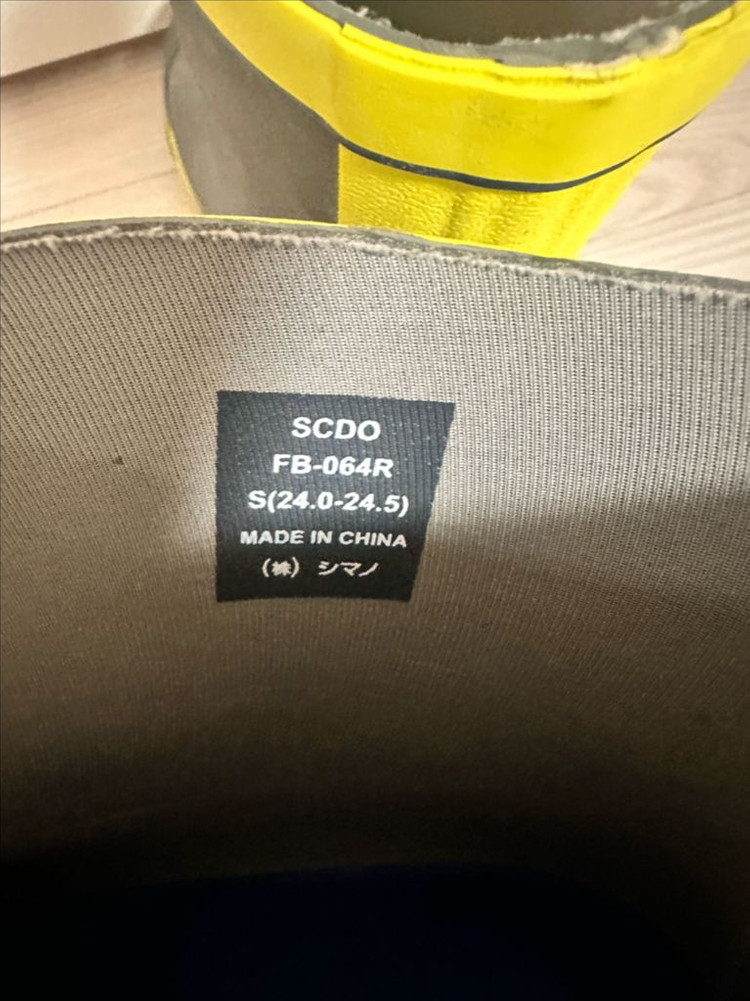 SCDO
FB-064R
S(24.0-24.5)
MADE IN CHINA
(株) シマノ